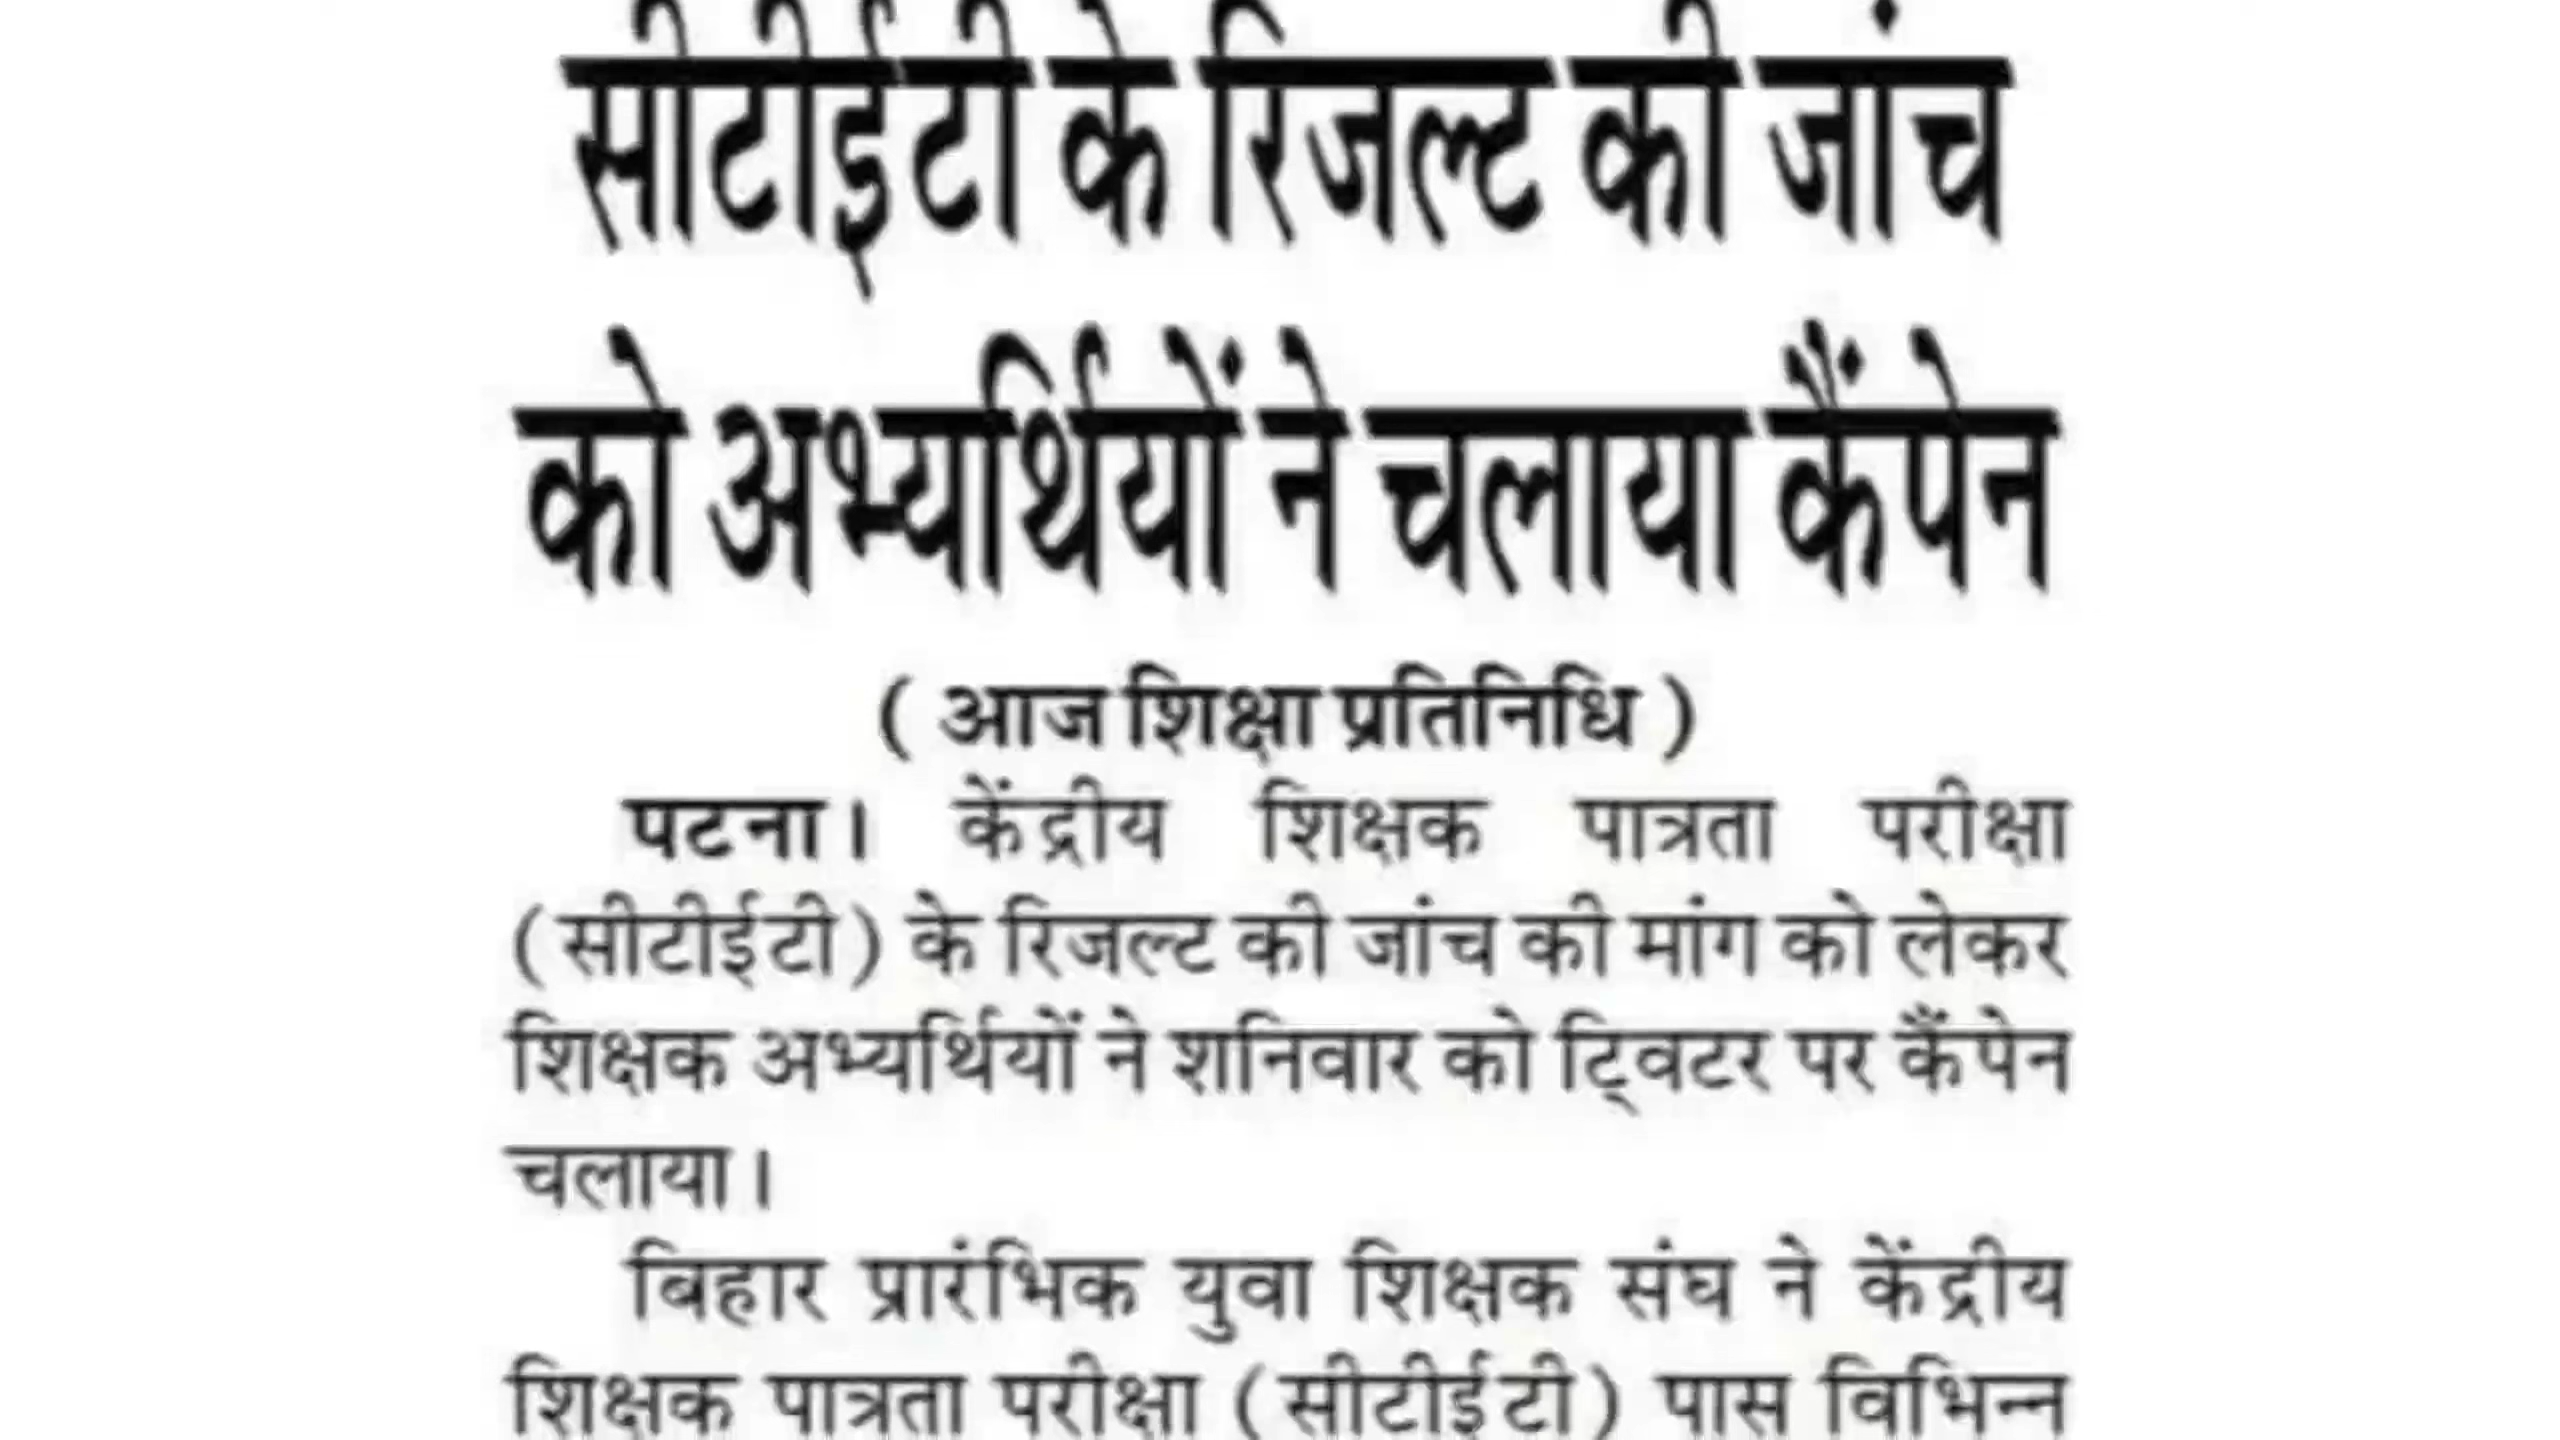 सीटीईटी के रिजल्ट की जांच
को अभ्यर्थियों ने चलाया कैंपेन
( आज शिक्षा प्रतिनिधि )
पटना। केंद्रीय शिक्षक पात्रता परीक्षा
(सीटीईटी) के रिजल्ट की जांच की मांग को लेकर
शिक्षक अभ्यर्थियों ने शनिवार को ट्विटर पर कैंपेन
चलाया।
बिहार प्रारंभिक युवा शिक्षक संघ ने केंद्रीय
शिक्षक पात्रता परीक्षा (सीटीईटी) पास विभिन्न